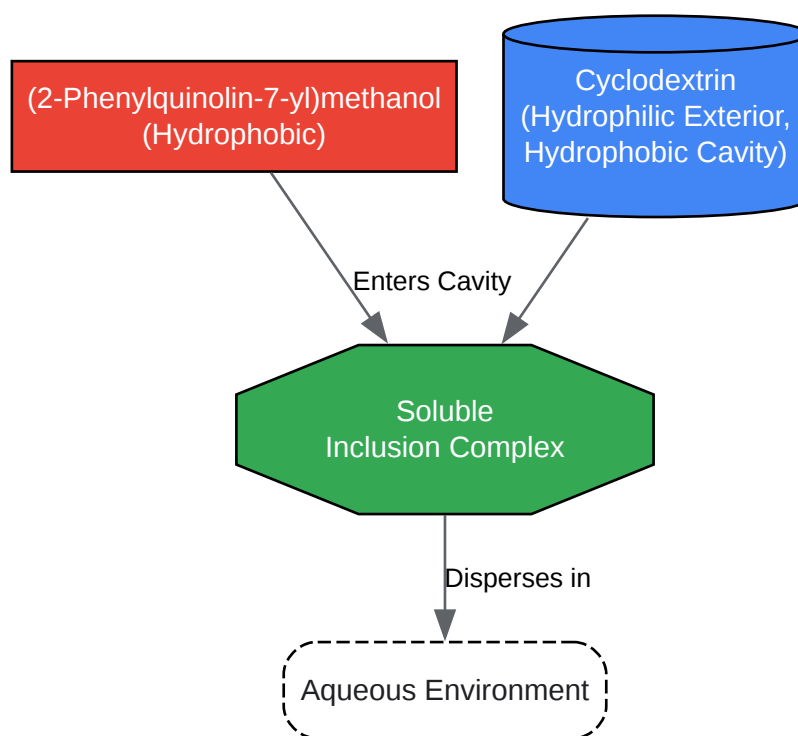 (2-Phenylquinolin-7-yl)methanol
(Hydrophobic)
Cyclodextrin
(Hydrophilic Exterior,
Hydrophobic Cavity)
Enters Cavity
Soluble
Inclusion Complex
Disperses in
Aqueous Environment